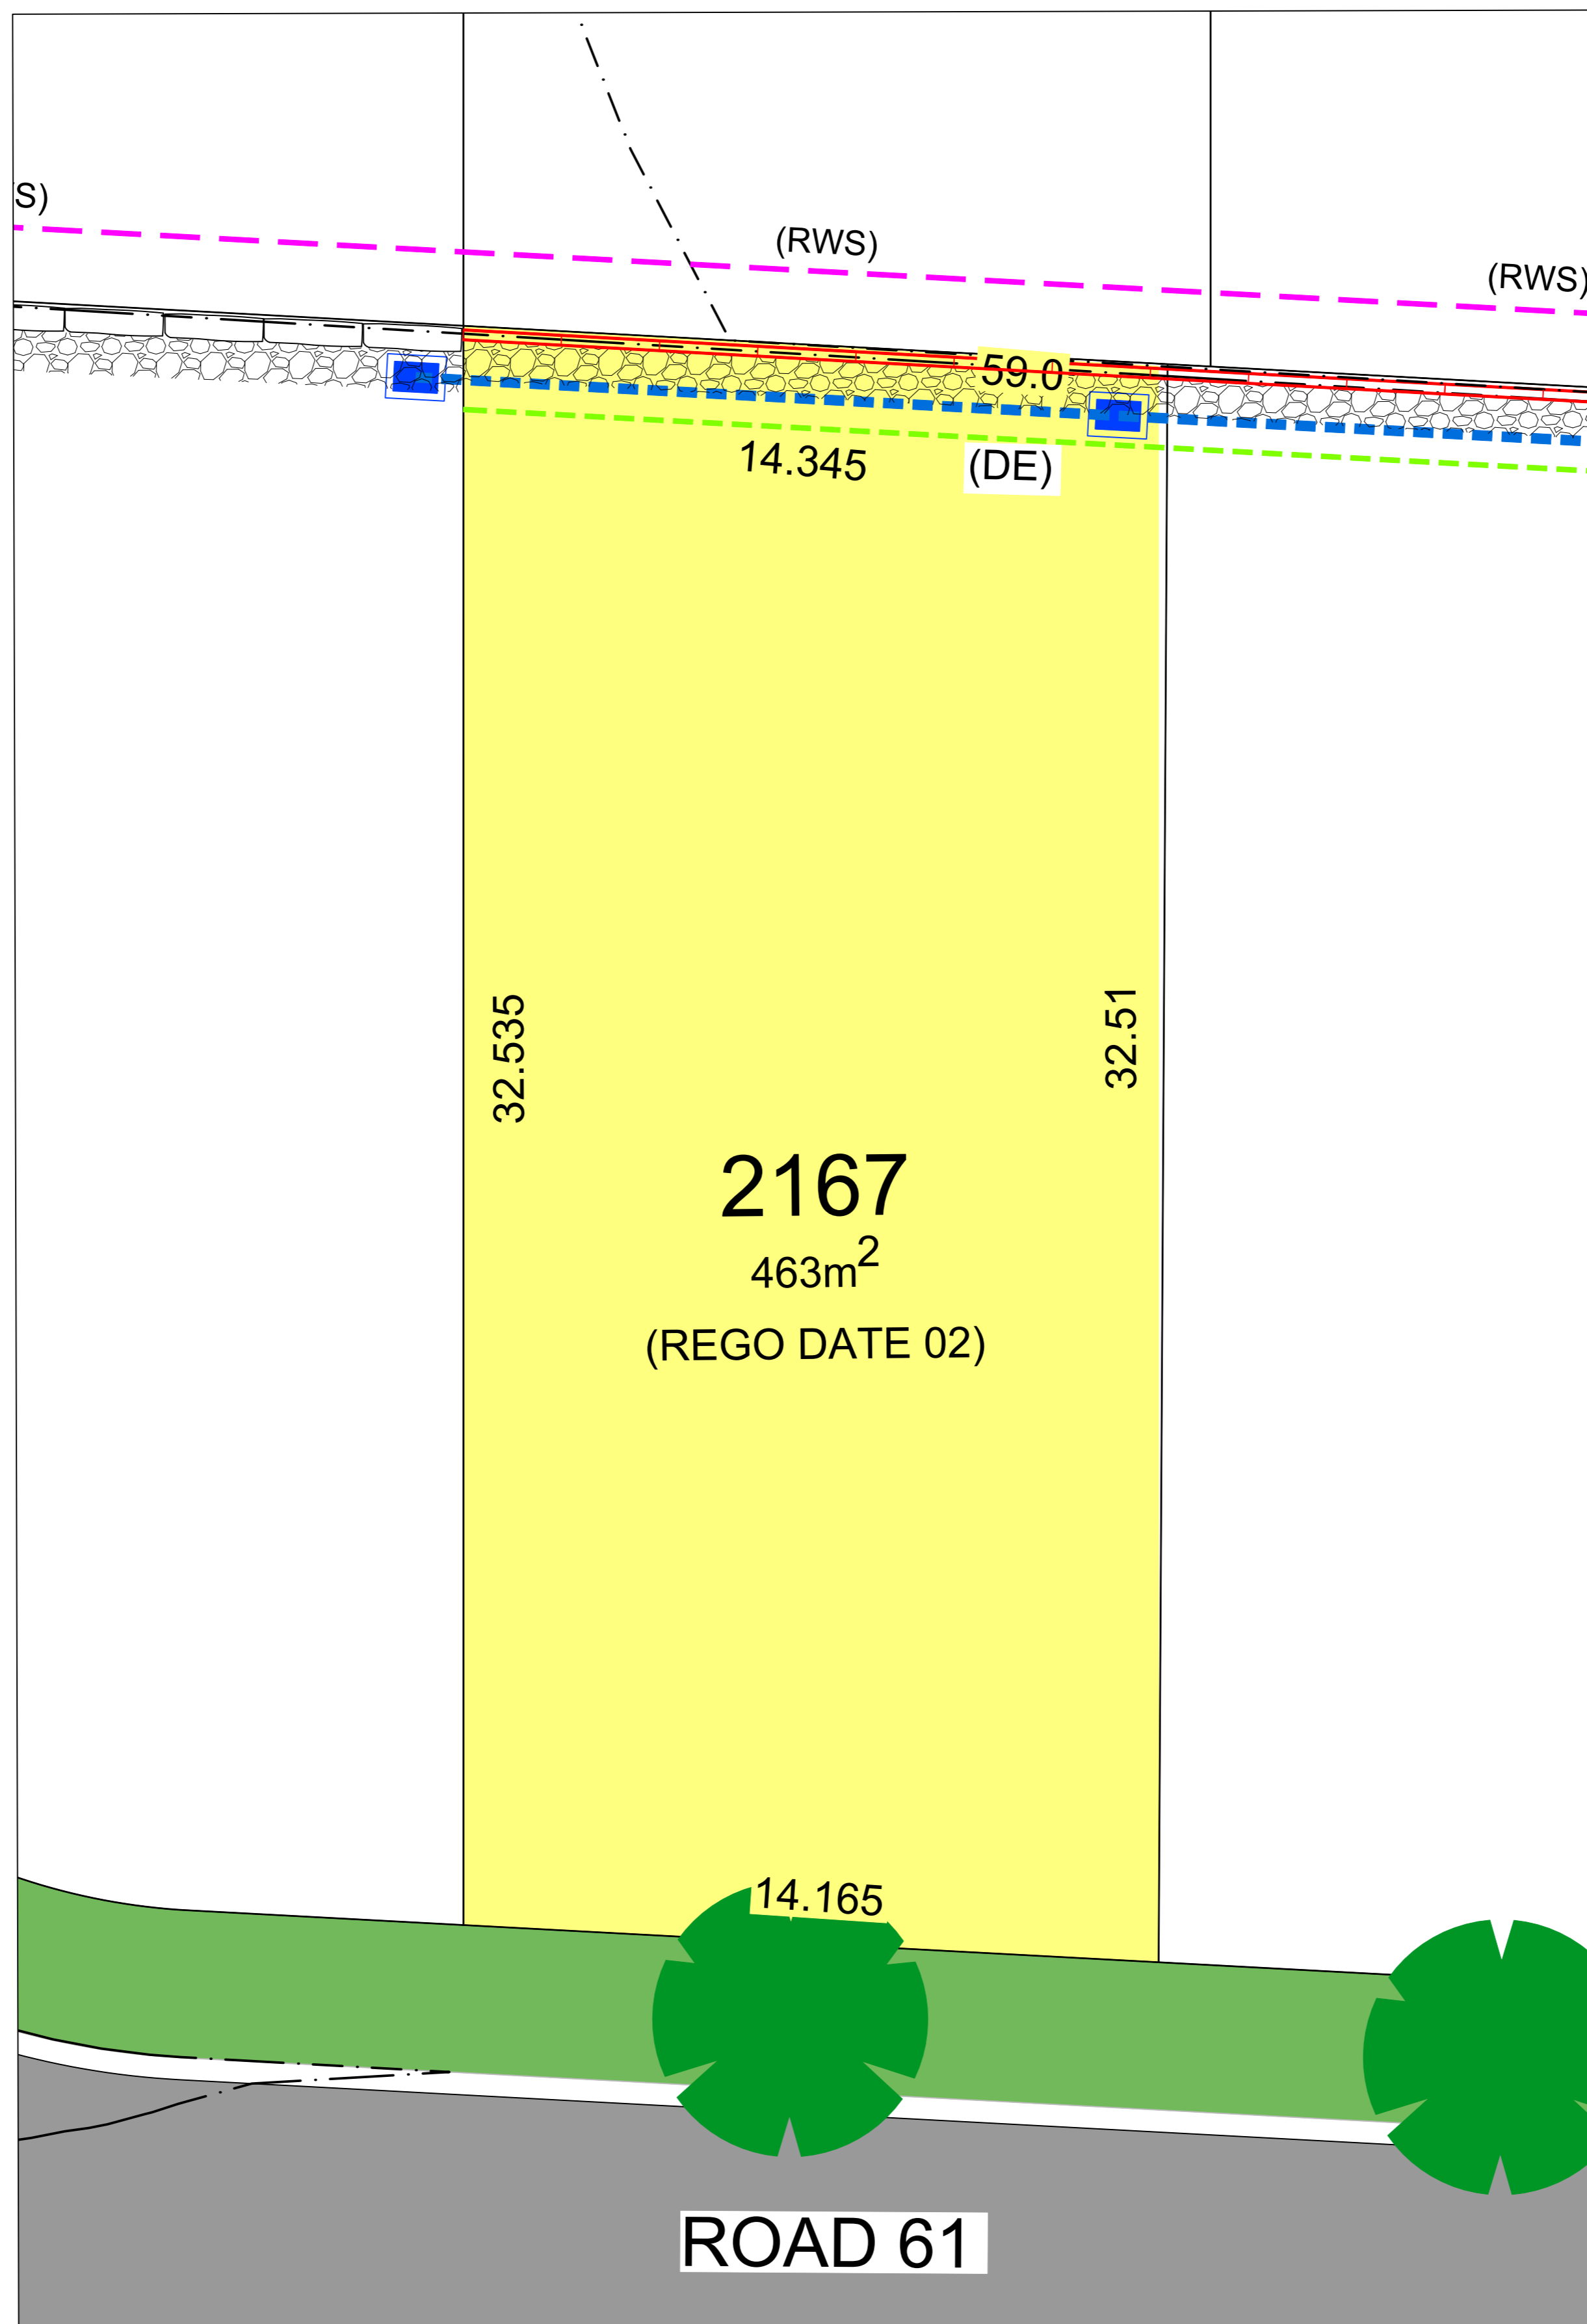 S)
(RWS)
(RWS)
59.0
14.345
(DE)
32.535
32.51
2167
463m²
(REGO DATE 02)
14.165
ROAD 61